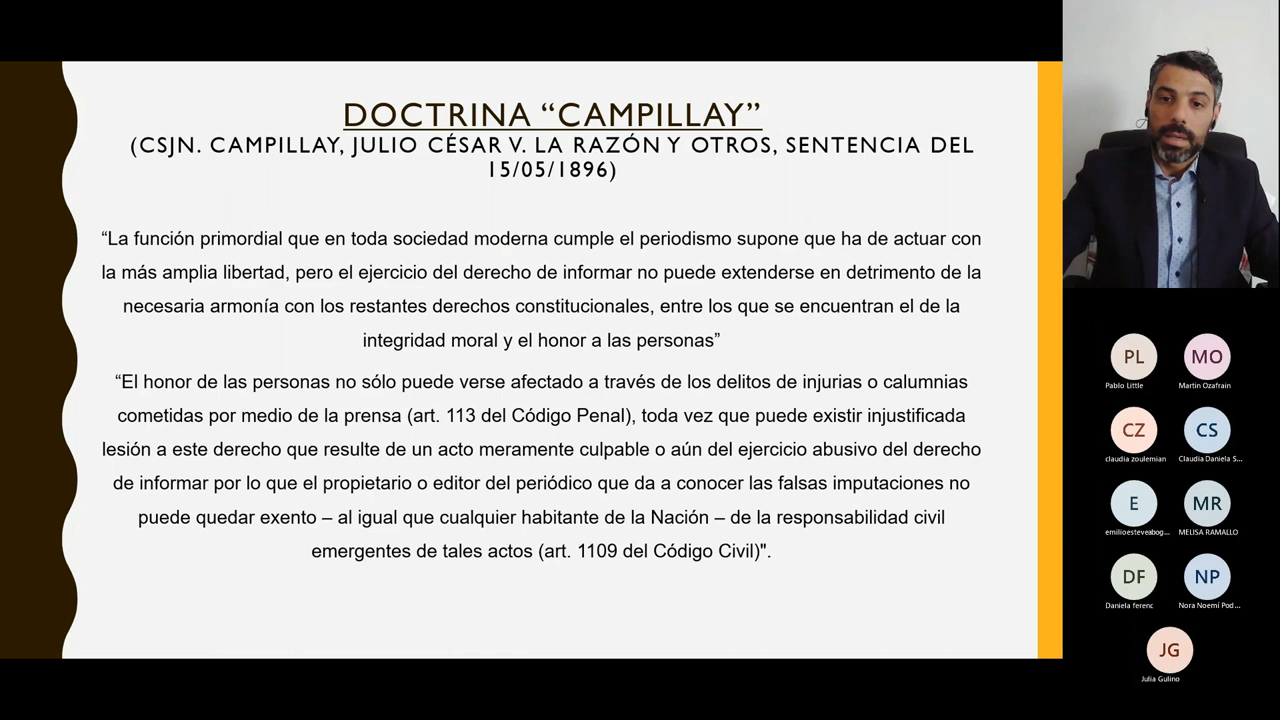 DOCTRINA “CAMPILLAY”
(CSJN. CAMPILLAY, JULIO CÉSAR V. LA RAZÓN Y OTROS, SENTENCIA DEL
15/05/1896)
“La función primordial que en toda sociedad moderna cumple el periodismo supone que ha de actuar con
la más amplia libertad, pero el ejercicio del derecho de informar no puede extenderse en detrimento de la
necesaria armonía con los restantes derechos constitucionales, entre los que se encuentran el de la
integridad moral y el honor a las personas”
“El honor de las personas no sólo puede verse afectado a través de los delitos de injurias o calumnias
cometidas por medio de la prensa (art. 113 del Código Penal), toda vez que puede existir injustificada
lesión a este derecho que resulte de un acto meramente culpable o aún del ejercicio abusivo del derecho
de informar por lo que el propietario o editor del periódico que da a conocer las falsas imputaciones no
puede quedar exento – al igual que cualquier habitante de la Nación – de la responsabilidad civil
emergentes de tales actos (art. 1109 del Código Civil)".
PL
MO
Pablo Little
Martin Ozafrain
CZ
CS
claudia zoulemian
Claudia Daniela S...
E
MR
emilioesteveabog...
MELISA RAMALLO
DF
NP
Daniela ferenc
Nora Noemí Pod...
JG
Julia Gulino